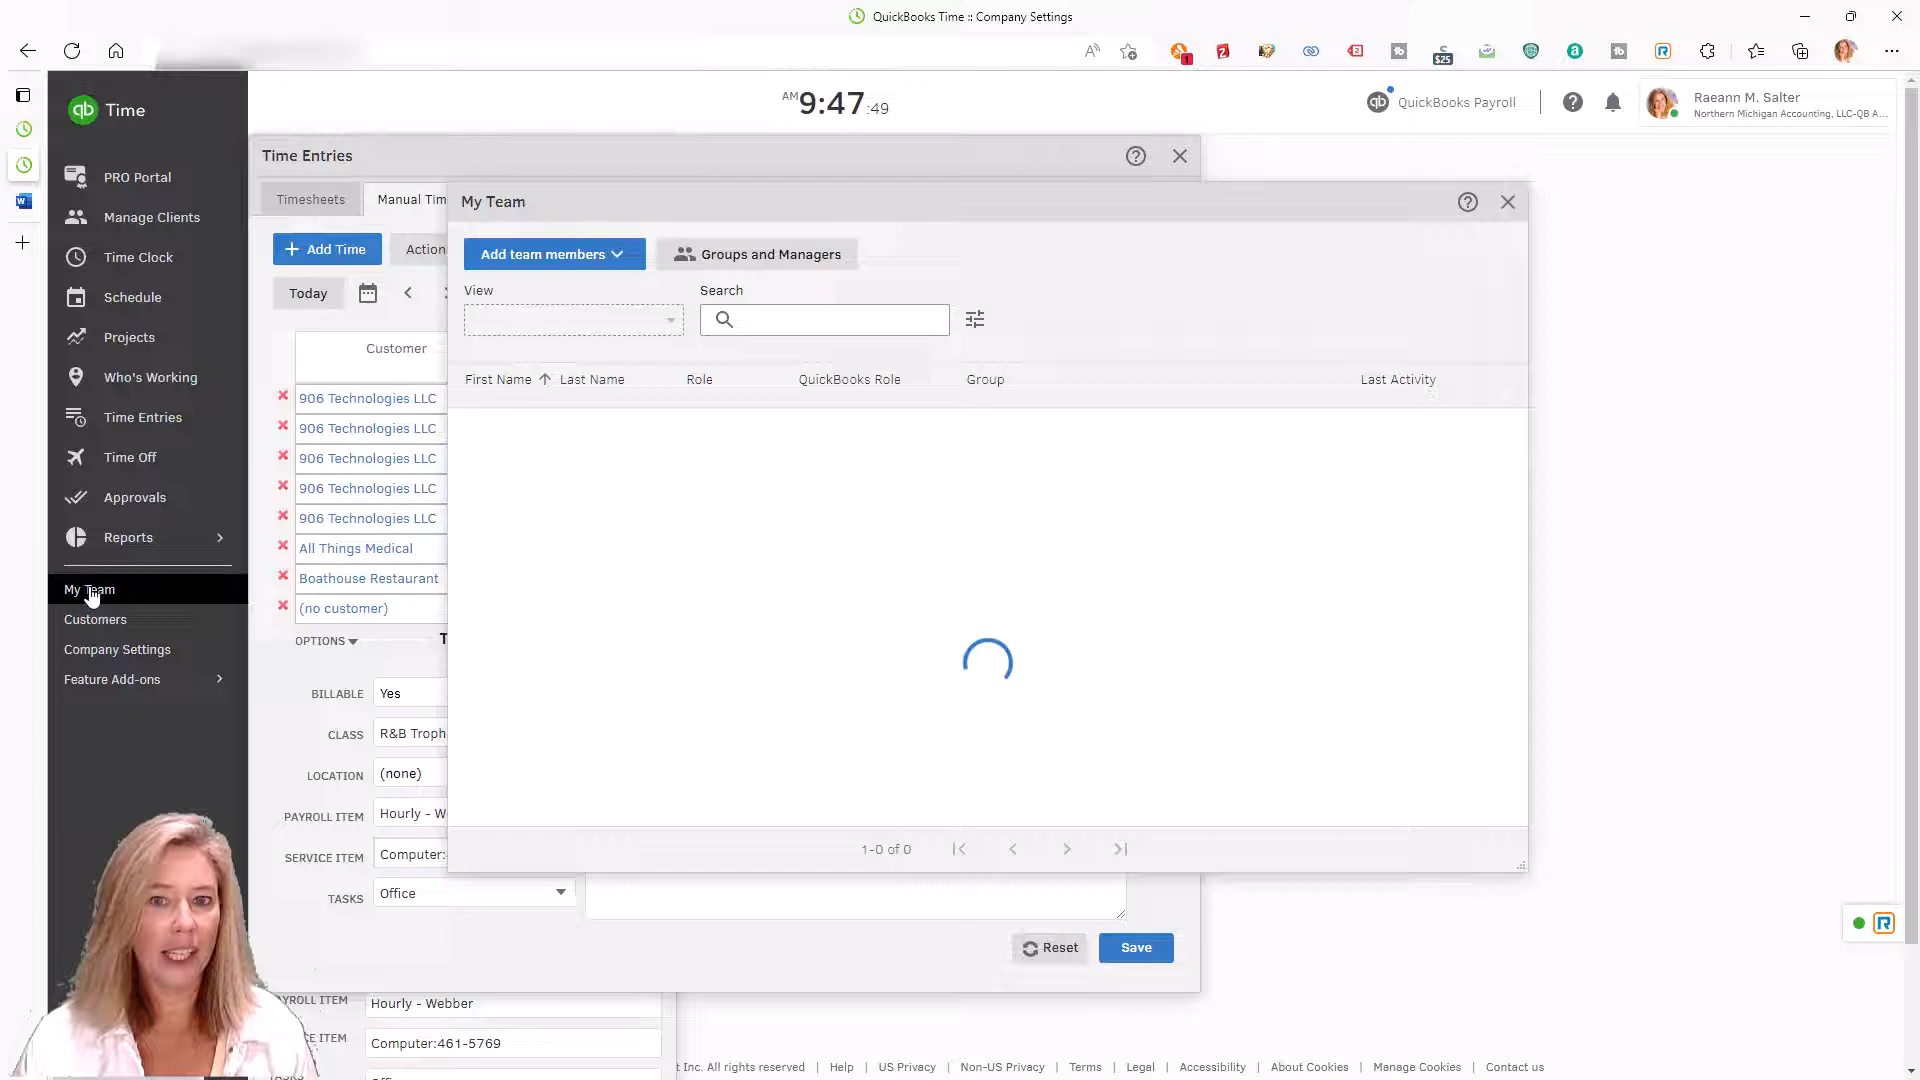 QuickBooks Time :: Company Settings
$25
qb Time
AM 9:47:49
qb QuickBooks Payroll
Raeann M. Salter
Northern Michigan Accounting, LLC-QB A...
PRO Portal
Manage Clients
Time Clock
Schedule
Projects
Who's Working
Time Entries
Time Off
Approvals
Reports
My Team
Customers
Company Settings
Feature Add-ons
Time Entries
Timesheets
Manual Tim
Add Time
Action
Today
Customer
906 Technologies LLC
906 Technologies LLC
906 Technologies LLC
906 Technologies LLC
906 Technologies LLC
All Things Medical
Boathouse Restaurant
(no customer)
OPTIONS
T
BILLABLE Yes
CLASS R&B Troph
LOCATION (none)
PAYROLL ITEM Hourly - W
SERVICE ITEM Computer:
TASKS Office
Reset
Save
My Team
Add team members
Groups and Managers
View
Search
First Name Last Name Role QuickBooks Role Group Last Activity
1-0 of 0
YROLL ITEM Hourly - Webber
CE ITEM Computer:461-5769
t Inc. All rights reserved | Help | US Privacy | Non-US Privacy | Terms | Legal | Accessibility | About Cookies | Manage Cookies | Contact us